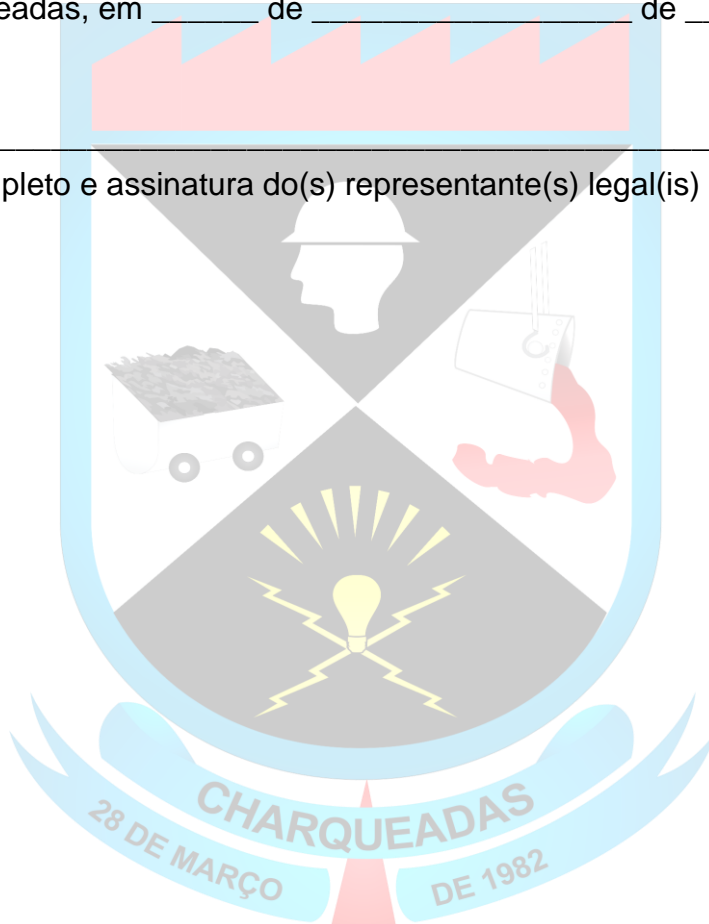 eadas, em ______ de __________________ de __
________________________________________
pleto e assinatura do(s) representante(s) legal(is)
CHARQUEADAS
28 DE MARÇO DE 1982